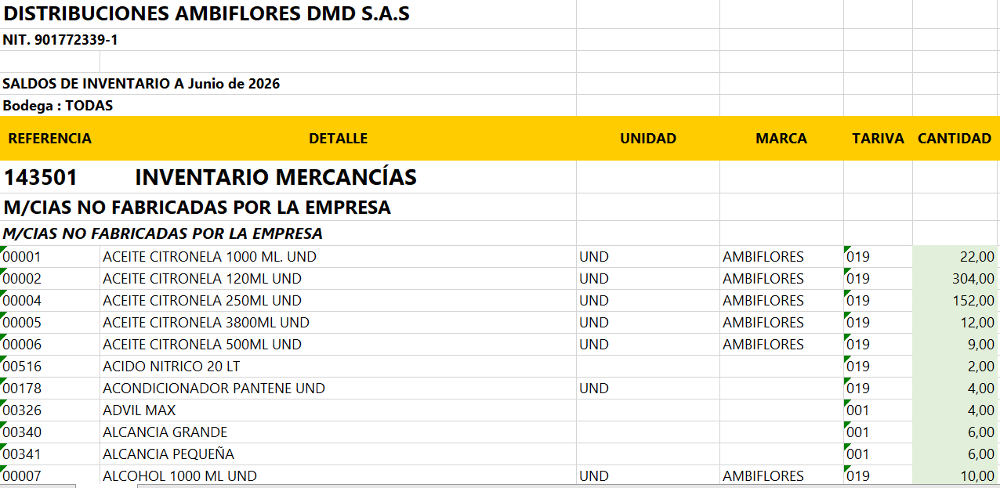 DISTRIBUCIONES AMBIFLORES DMD S.A.S
NIT. 901772339-1
SALDOS DE INVENTARIO A Junio de 2026
Bodega : TODAS
REFERENCIA DETALLE UNIDAD MARCA TARIVA CANTIDAD
143501 INVENTARIO MERCANCÍAS
M/CIAS NO FABRICADAS POR LA EMPRESA
M/CIAS NO FABRICADAS POR LA EMPRESA
00001 ACEITE CITRONELA 1000 ML. UND UND AMBIFLORES 019 22,00
00002 ACEITE CITRONELA 120ML UND UND AMBIFLORES 019 304,00
00004 ACEITE CITRONELA 250ML UND UND AMBIFLORES 019 152,00
00005 ACEITE CITRONELA 3800ML UND UND AMBIFLORES 019 12,00
00006 ACEITE CITRONELA 500ML UND UND AMBIFLORES 019 9,00
00516 ACIDO NITRICO 20 LT 019 2,00
00178 ACONDICIONADOR PANTENE UND UND 019 4,00
00326 ADVIL MAX 001 4,00
00340 ALCANCIA GRANDE 001 6,00
00341 ALCANCIA PEQUEÑA 001 6,00
00007 ALCOHOL 1000 ML UND UND AMBIFLORES 019 10,00